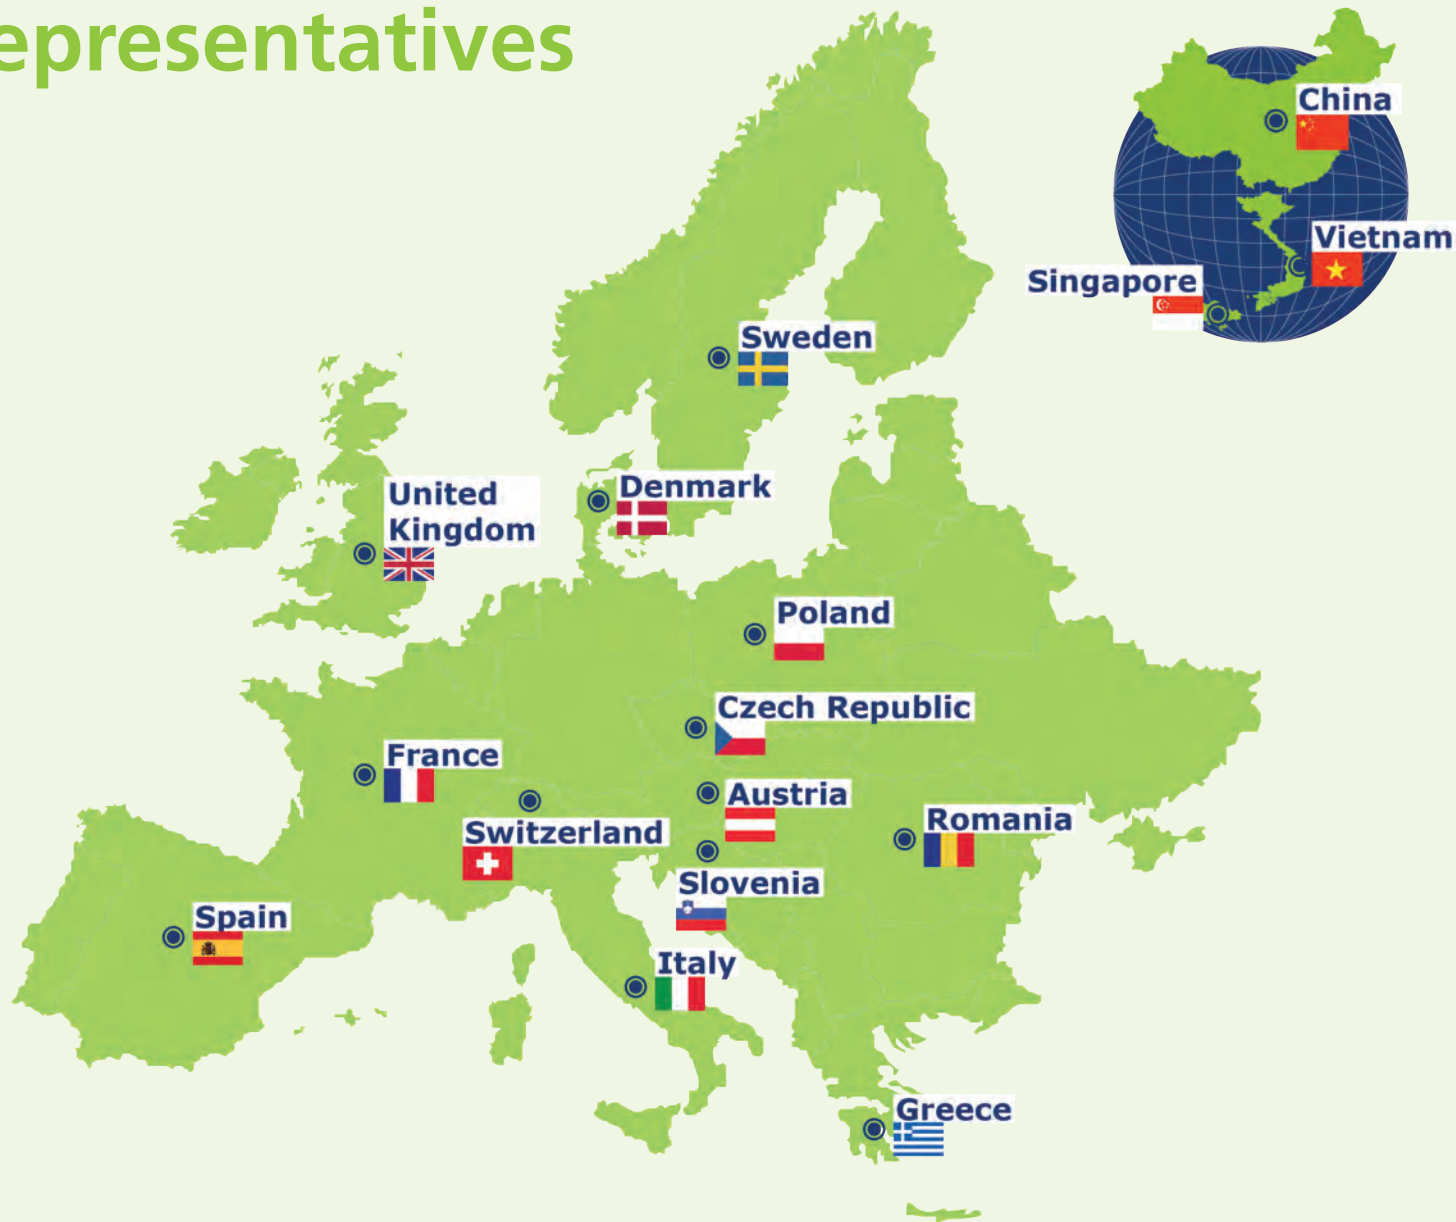 epresentatives
China
Vietnam
Singapore
Sweden
United
Kingdom
Denmark
Poland
Czech Republic
France
Austria
Switzerland
Romania
Slovenia
Spain
Italy
Greece